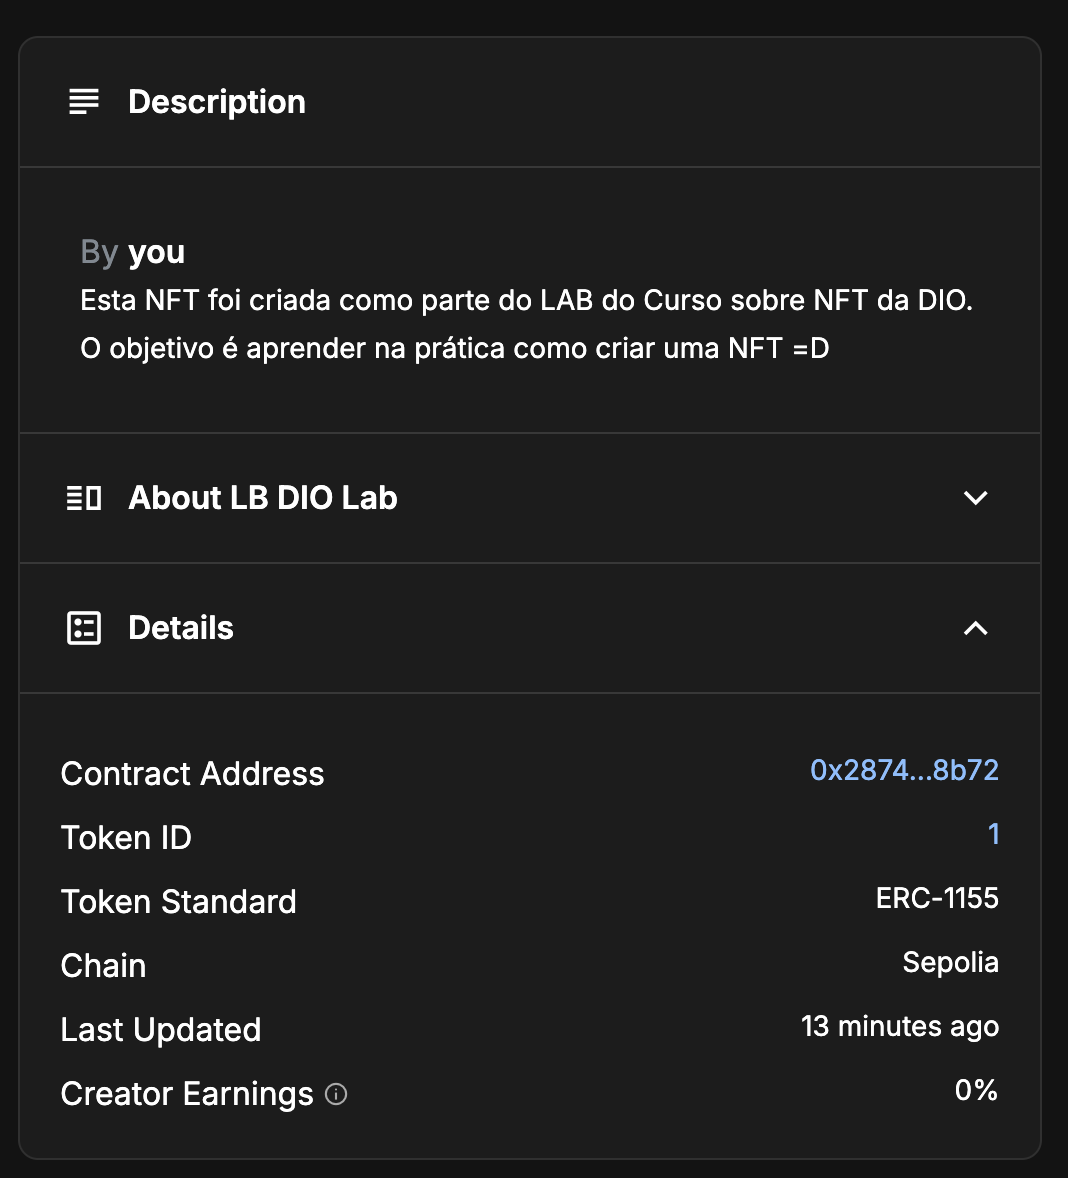 Description
By you
Esta NFT foi criada como parte do LAB do Curso sobre NFT da DIO.
O objetivo é aprender na prática como criar uma NFT =D
About LB DIO Lab
Details
Contract Address 0x2874...8b72
Token ID 1
Token Standard ERC-1155
Chain Sepolia
Last Updated 13 minutes ago
Creator Earnings 0%